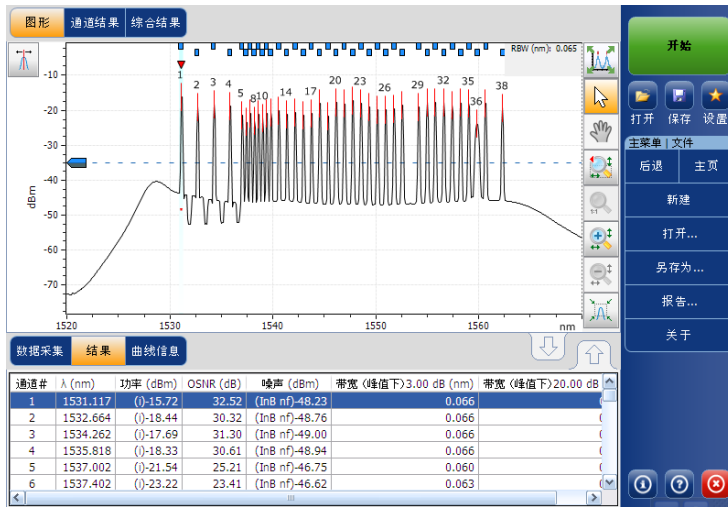 图形 通道结果 综合结果
RBW (nm): 0.065
-10
-20
-30
-40
-50
-60
-70
dBm
1 2 3 4 5 8 10 14 17 20 23 26 29 32 35 36 38
1520 1530 1540 1550 1560 nm
1:1
数据采集 结果 曲线信息
通道# λ (nm) 功率 (dBm) OSNR (dB) 噪声 (dBm) 带宽 (峰值下)3.00 dB (nm) 带宽 (峰值下)20.00 dB
1 1531.117 (i)-15.72 32.52 (InB nf)-48.23 0.066
2 1532.664 (i)-18.44 30.32 (InB nf)-48.76 0.066
3 1534.262 (i)-17.69 31.30 (InB nf)-49.00 0.066
4 1535.818 (i)-18.33 30.61 (InB nf)-48.94 0.066
5 1537.002 (i)-21.54 25.21 (InB nf)-46.75 0.060
6 1537.402 (i)-23.22 23.41 (InB nf)-46.62 0.063
开始
打开 保存 设置
主菜单 | 文件
后退 主页
新建
打开...
另存为...
报告...
关于